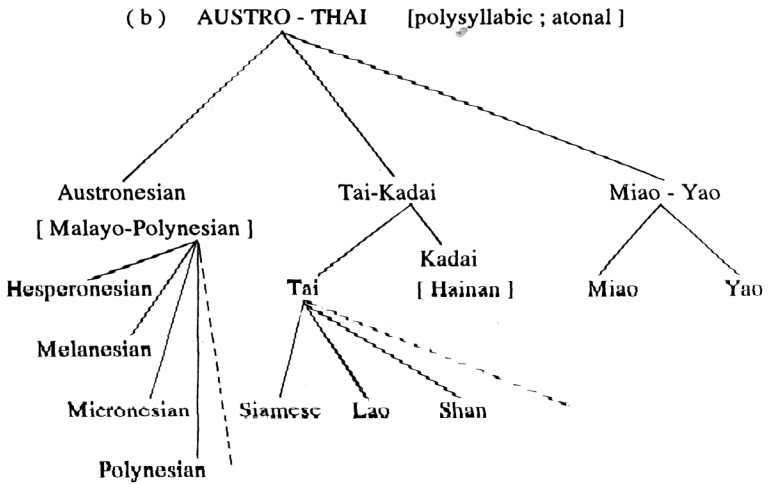 (b) AUSTRO - THAI [polysyllabic ; atonal ]
Austronesian Tai-Kadai Miao - Yao
[ Malayo-Polynesian ]
Kadai
Hesperonesian Tai [ Hainan ] Miao Yao
Melanesian
Micronesian Siamese Lao Shan
Polynesian